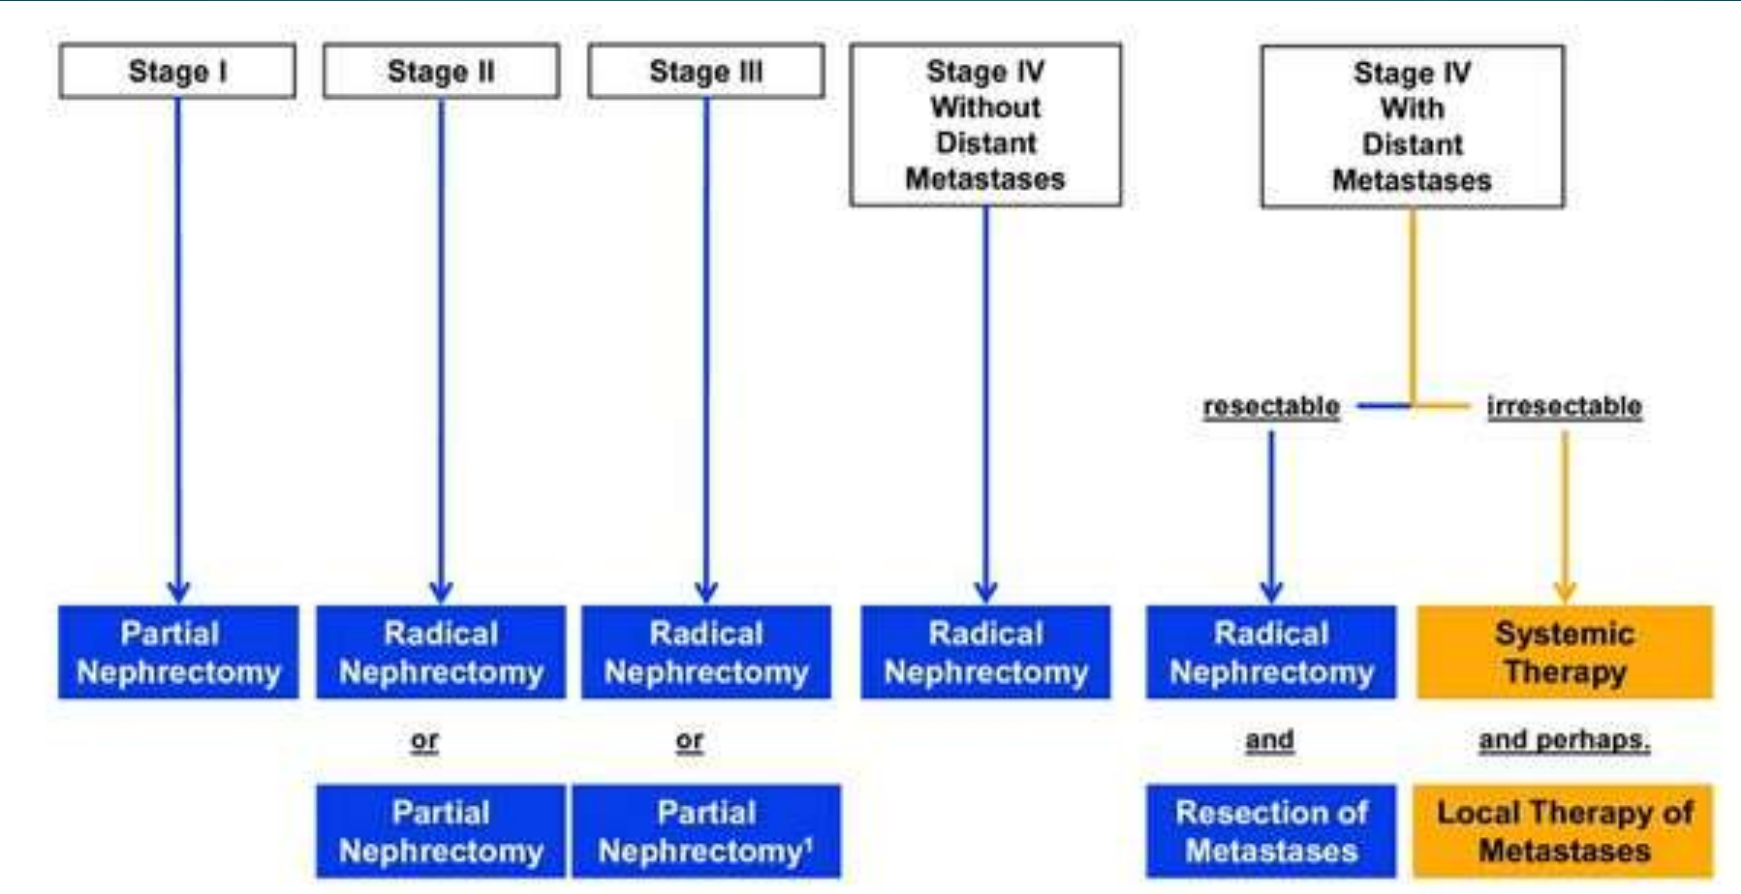 Stage I
Stage II
Stage III
Stage IV
Without
Distant
Metastases
Stage IV
With
Distant
Metastases
resectable
irresectable
Partial
Nephrectomy
Radical
Nephrectomy
Radical
Nephrectomy
Radical
Nephrectomy
Radical
Nephrectomy
Systemic
Therapy
or
or
and
and perhaps.
Partial
Nephrectomy
Partial
Nephrectomy¹
Resection of
Metastases
Local Therapy of
Metastases